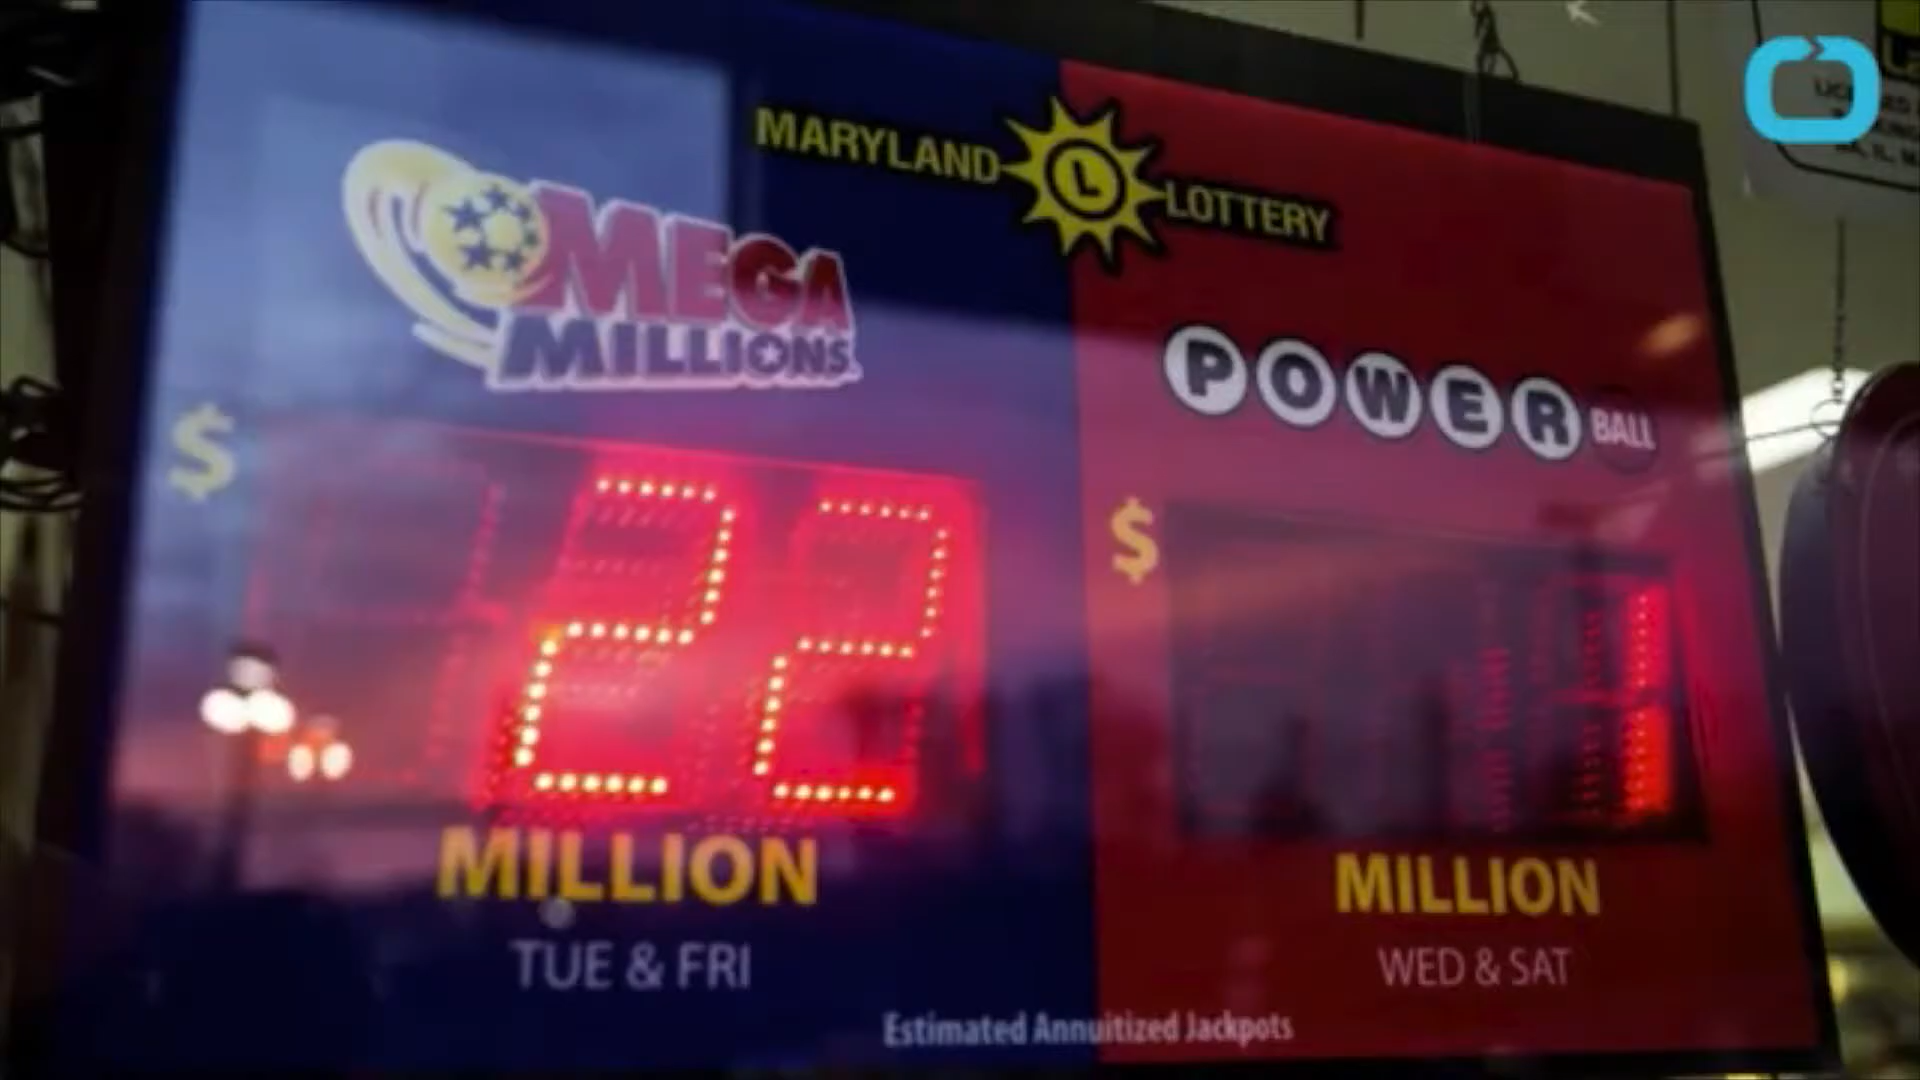 MARYLAND L LOTTERY
MEGA
MILLIONS
POWER BALL
$ 22
$
MILLION
MILLION
TUE & FRI
WED & SAT
Estimated Annuitized Jackpots